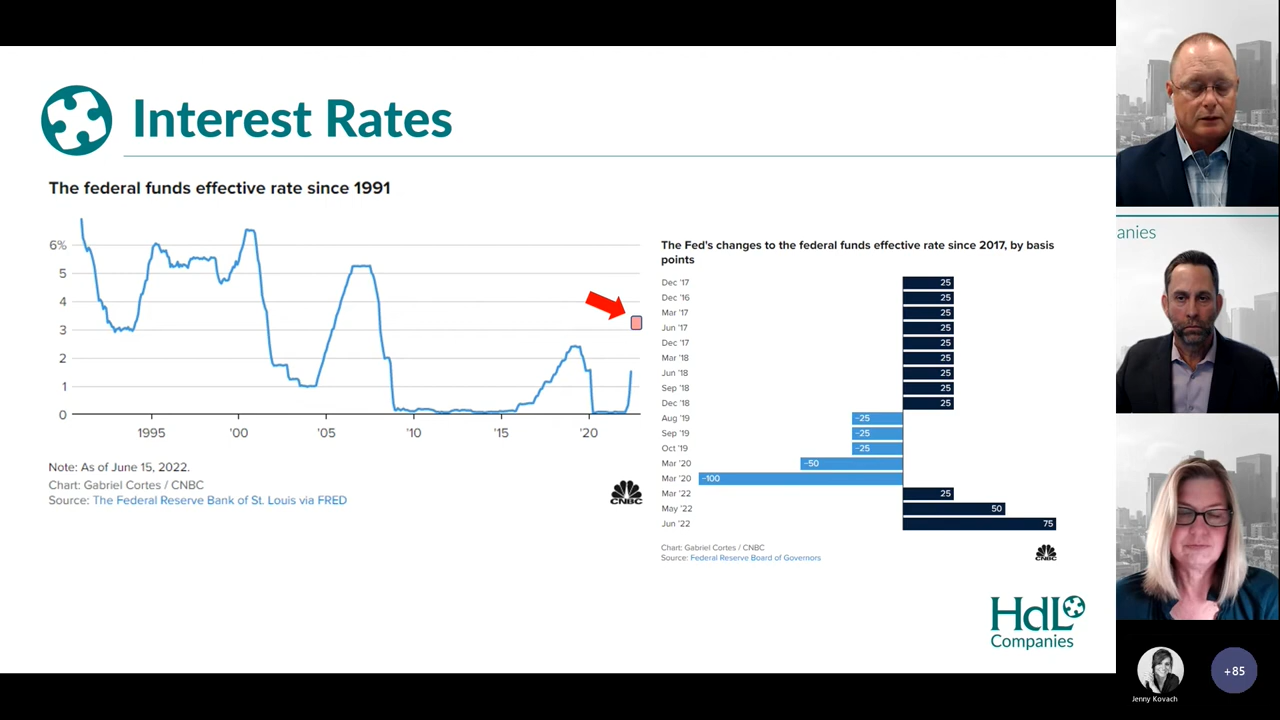 Interest Rates
The federal funds effective rate since 1991
6%
5
4
3
2
1
0
1995
'00
'05
'10
'15
'20
Note: As of June 15, 2022.
Chart: Gabriel Cortes / CNBC
Source: The Federal Reserve Bank of St. Louis via FRED
CNBC
The Fed's changes to the federal funds effective rate since 2017, by basis
points
Dec '17 25
Dec '16 25
Mar '17 25
Jun '17 25
Dec '17 25
Mar '18 25
Jun '18 25
Sep '18 25
Dec '18 25
Aug '19 −25
Sep '19 −25
Oct '19 −25
Mar '20 −50
Mar '20 −100
Mar '22 25
May '22 50
Jun '22 75
Chart: Gabriel Cortes / CNBC
Source: Federal Reserve Board of Governors
CNBC
HdL
Companies
anies
Jenny Kovach
+85